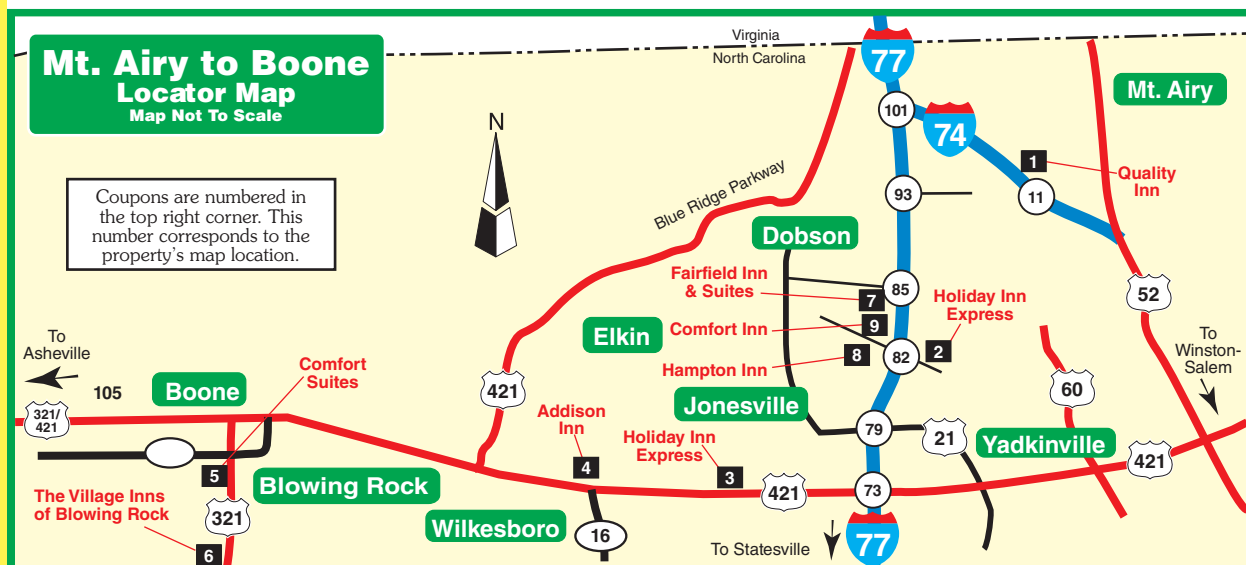 Mt. Airy to Boone
Locator Map
Map Not To Scale
Virginia
North Carolina
77
Mt. Airy
101
74
N
1
Quality
Inn
11
93
Coupons are numbered in
the top right corner. This
number corresponds to the
property's map location.
Blue Ridge Parkway
Dobson
Fairfield Inn
& Suites
7
85
Holiday Inn
Express
52
Elkin
Comfort Inn
9
8
82
2
Hampton Inn
To
Winston-
Salem
To
Asheville
105
Boone
Comfort
Suites
421
60
321/
421
Addison
Inn
Jonesville
79
21
Yadkinville
Holiday Inn
Express
4
3
421
73
421
5
Blowing Rock
The Village Inns
of Blowing Rock
321
6
Wilkesboro
16
To Statesville
77